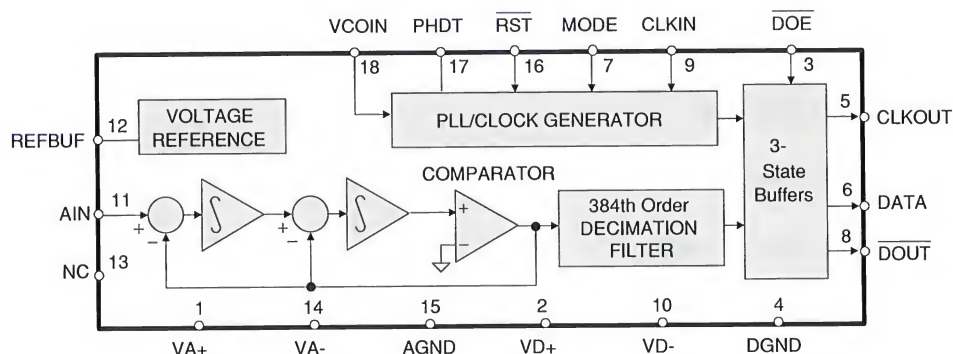 VCOIN PHDT RST MODE CLKIN DOE
18 17 16 7 9 3
VOLTAGE
REFERENCE
PLL/CLOCK GENERATOR
REFBUF 12
5 CLKOUT
3-
State
Buffers
COMPARATOR
AIN 11
+
−
∫
+
−
∫
+
−
384th Order
DECIMATION
FILTER
6 DATA
8 DOUT
NC 13
1 14 15 2 10 4
VA+ VA- AGND VD+ VD- DGND